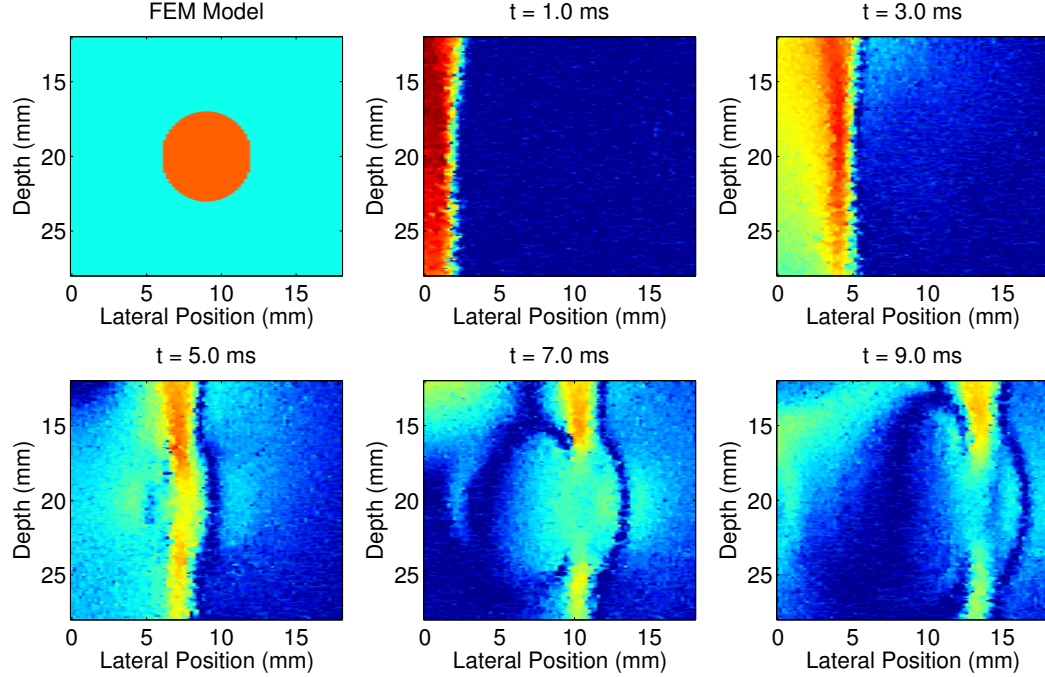 FEM Model
t = 1.0 ms
t = 3.0 ms
Depth (mm)
15
20
25
0 5 10 15
Lateral Position (mm)
Depth (mm)
15
20
25
0 5 10 15
Lateral Position (mm)
Depth (mm)
15
20
25
0 5 10 15
Lateral Position (mm)
t = 5.0 ms
t = 7.0 ms
t = 9.0 ms
Depth (mm)
15
20
25
0 5 10 15
Lateral Position (mm)
Depth (mm)
15
20
25
0 5 10 15
Lateral Position (mm)
Depth (mm)
15
20
25
0 5 10 15
Lateral Position (mm)